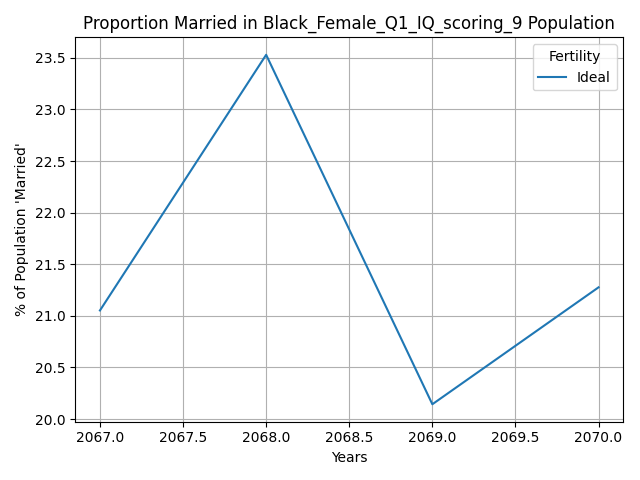 Proportion Married in Black_Female_Q1_IQ_scoring_9 Population
% of Population 'Married'
23.5
23.0
22.5
22.0
21.5
21.0
20.5
20.0
Fertility
Ideal
2067.0 2067.5 2068.0 2068.5 2069.0 2069.5 2070.0
Years